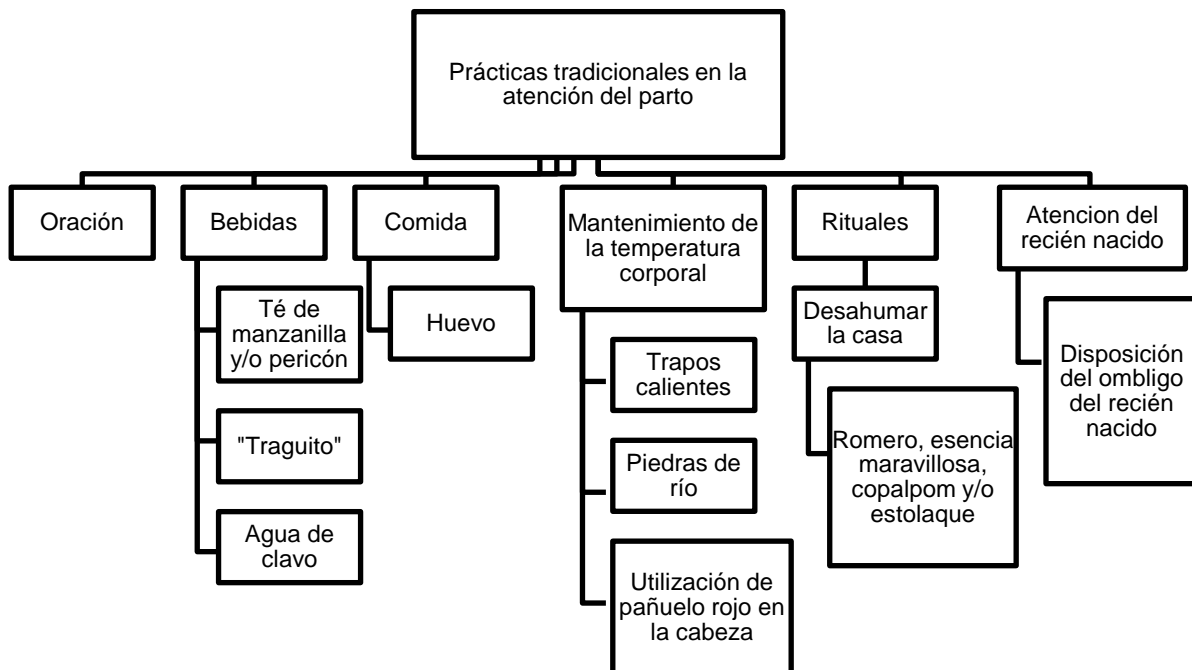 Prácticas tradicionales en la
atención del parto
Oración
Bebidas
Té de
manzanilla
y/o pericón
"Traguito"
Agua de
clavo
Comida
Huevo
Mantenimiento de
la temperatura
corporal
Trapos
calientes
Piedras de
río
Utilización de
pañuelo rojo en
la cabeza
Rituales
Desahumar
la casa
Romero, esencia
maravillosa,
copalpom y/o
estolaque
Atencion del
recién nacido
Disposición
del ombligo
del recién
nacido